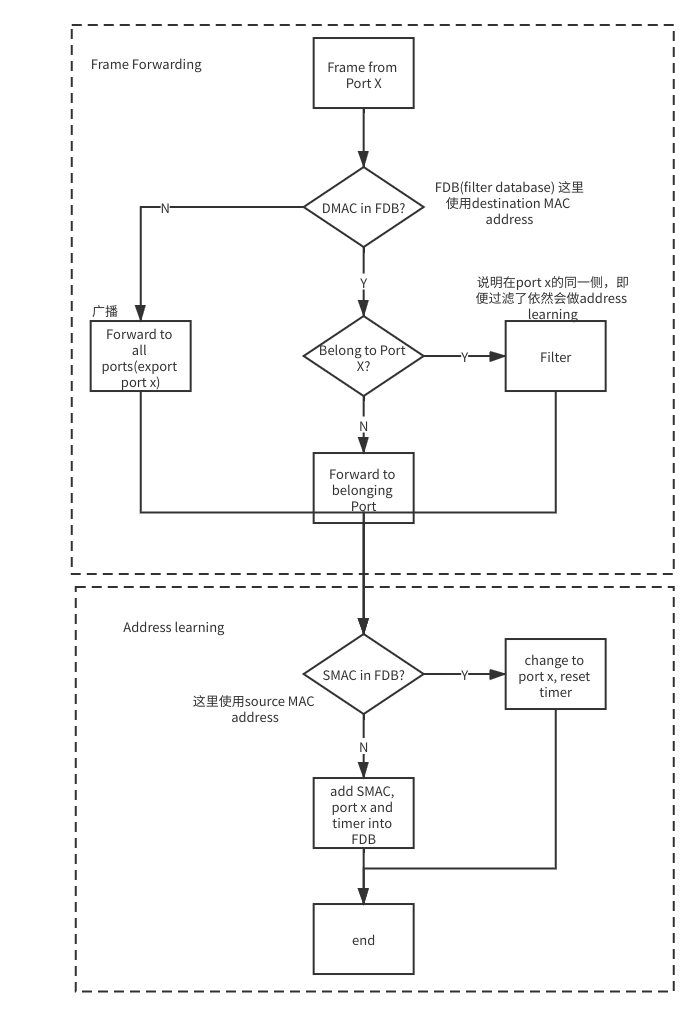 Frame Forwarding
Frame from
Port X
DMAC in FDB?
FDB(filter database) 这里
使用destination MAC
address
N
Y
说明在port x的同一侧，即
便过滤了依然会做address
learning
广播
Forward to
all
ports(export
port x)
Belong to Port
X?
Y
Filter
N
Forward to
belonging
Port
Address learning
SMAC in FDB?
Y
change to
port x, reset
timer
这里使用source MAC
address
N
add SMAC,
port x and
timer into
FDB
end